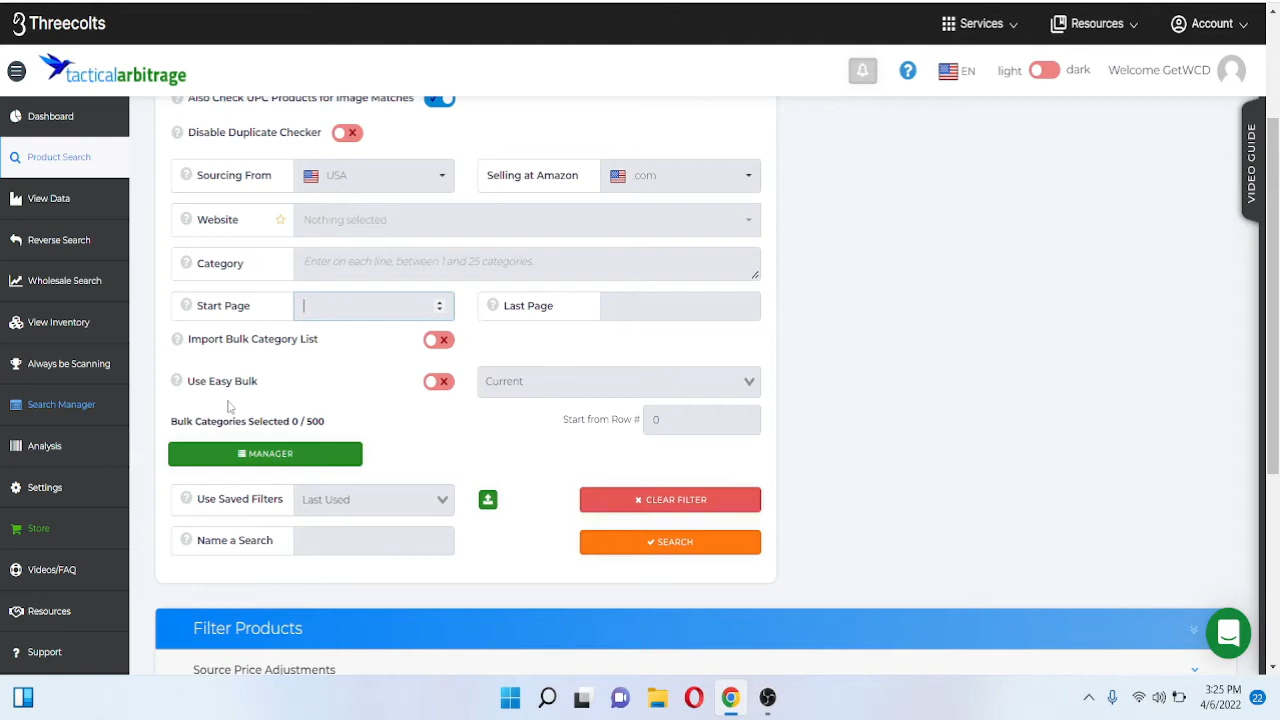 Threecolts
Services
Resources
Account
tacticalarbitrage
EN
light
dark
Welcome GetWCD
Dashboard
Product Search
View Data
Reverse Search
Wholesale Search
View Inventory
Always be Scanning
Search Manager
Analysis
Settings
Store
Videos/FAQ
Resources
Support
Also Check UPC Products for Image Matches
Disable Duplicate Checker
Sourcing From
USA
Selling at Amazon
.com
Website
Nothing selected
Category
Enter on each line, between 1 and 25 categories.
Start Page
Last Page
Import Bulk Category List
Use Easy Bulk
Current
Bulk Categories Selected 0 / 500
Start from Row #
0
MANAGER
Use Saved Filters
Last Used
CLEAR FILTER
Name a Search
SEARCH
Filter Products
Source Price Adjustments
VIDEO GUIDE
3:25 PM
4/6/2022
22